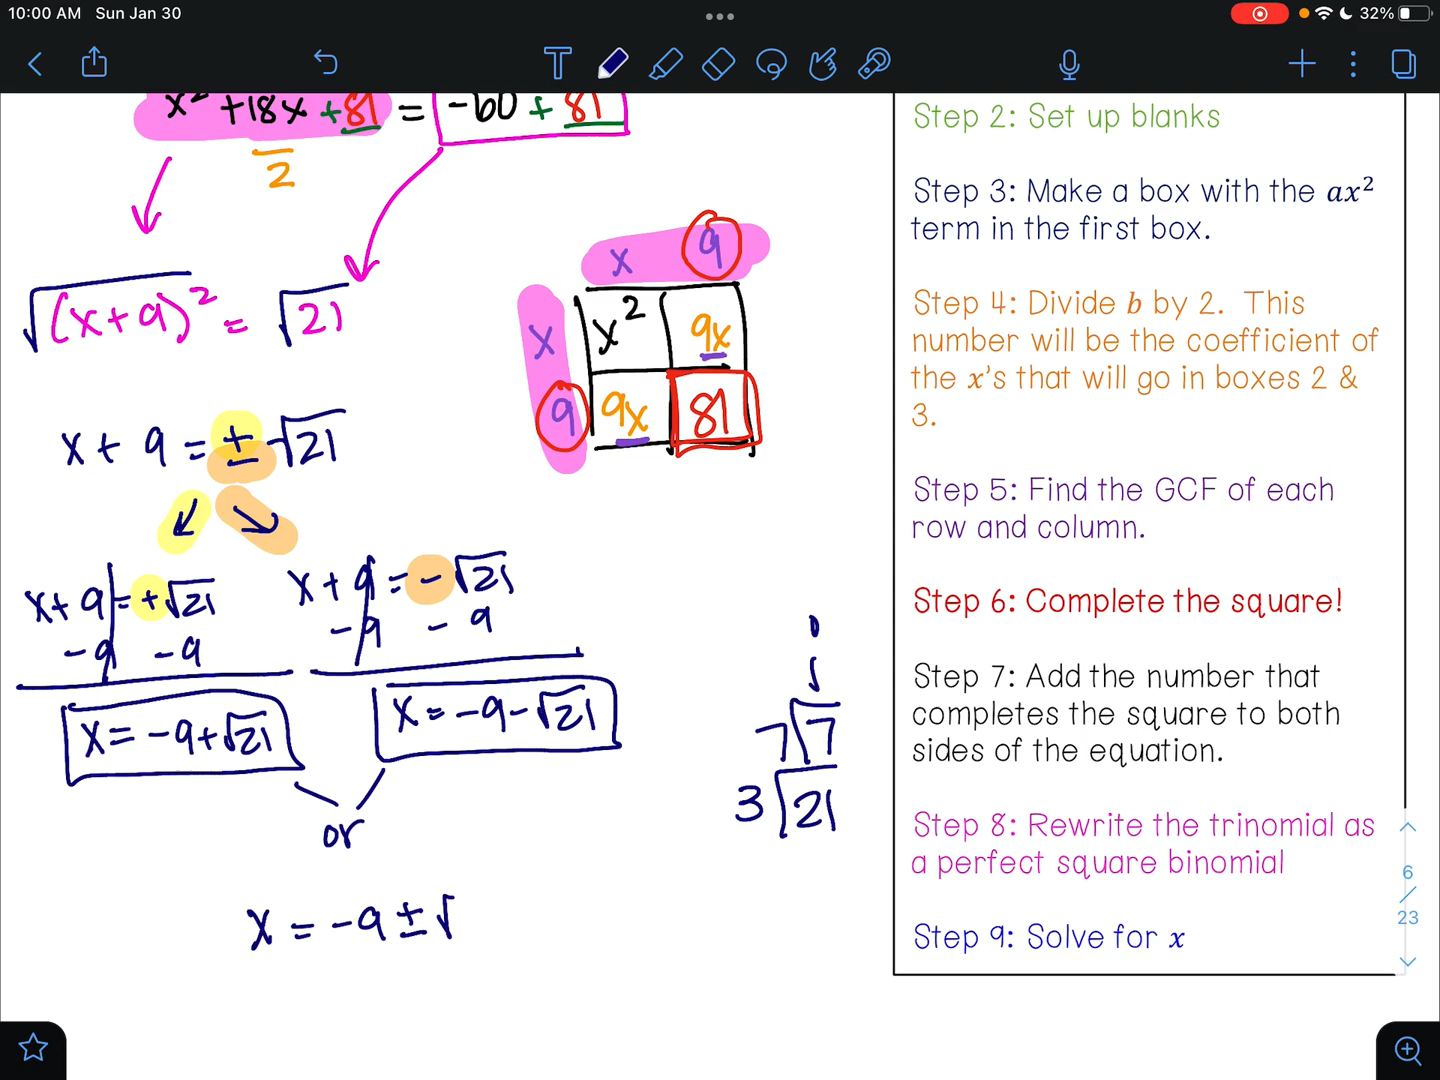 10:00 AM Sun Jan 30
32%
x² + 18x + 81 = -60 + 81
2
√(x+9)² = √21
x + 9 = ± √21
x + 9 = + √21
- 9 - 9
x = -9 + √21
x + 9 = - √21
- 9 - 9
x = -9 - √21
or
x = -9 ± √
x 9
x x² 9x
9 9x 81
1
7 √7
3 √21
Step 2: Set up blanks
Step 3: Make a box with the ax²
term in the first box.
Step 4: Divide b by 2. This
number will be the coefficient of
the x's that will go in boxes 2 &
3.
Step 5: Find the GCF of each
row and column.
Step 6: Complete the square!
Step 7: Add the number that
completes the square to both
sides of the equation.
Step 8: Rewrite the trinomial as
a perfect square binomial
Step 9: Solve for x
6
/
23